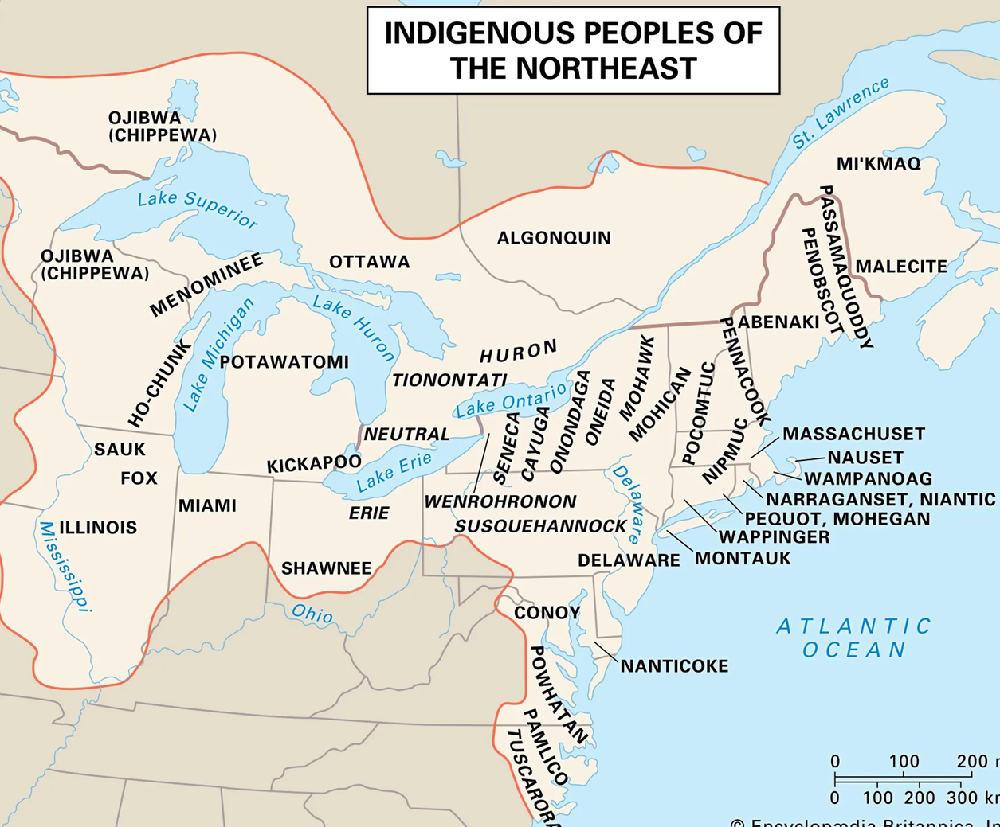 INDIGENOUS PEOPLES OF
THE NORTHEAST
St. Lawrence
OJIBWA
(CHIPPEWA)
MI'KMAQ
Lake Superior
PASSAMAQUODDY
PENOBSCOT
ALGONQUIN
OJIBWA
(CHIPPEWA)
MENOMINEE
OTTAWA
MALECITE
Lake Michigan
Lake Huron
ABENAKI
PENNACOOK
HURON
MOHAWK
HO-CHUNK
POTAWATOMI
TIONONTATI
Lake Ontario
ONONDAGA
ONEIDA
MOHICAN
POCOMTUC
SENECA
CAYUGA
NIPMUC
NEUTRAL
MASSACHUSET
SAUK
KICKAPOO
Lake Erie
NAUSET
FOX
WAMPANOAG
Delaware
MIAMI
ERIE
WENROHRONON
NARRAGANSET, NIANTIC
PEQUOT, MOHEGAN
ILLINOIS
SUSQUEHANNOCK
WAPPINGER
Mississippi
SHAWNEE
DELAWARE
MONTAUK
Ohio
CONOY
ATLANTIC
OCEAN
NANTICOKE
POWHATAN
PAMLICO
TUSCARORA
0 100 200
0 100 200 300 km
© Encyclopædia Britannica,